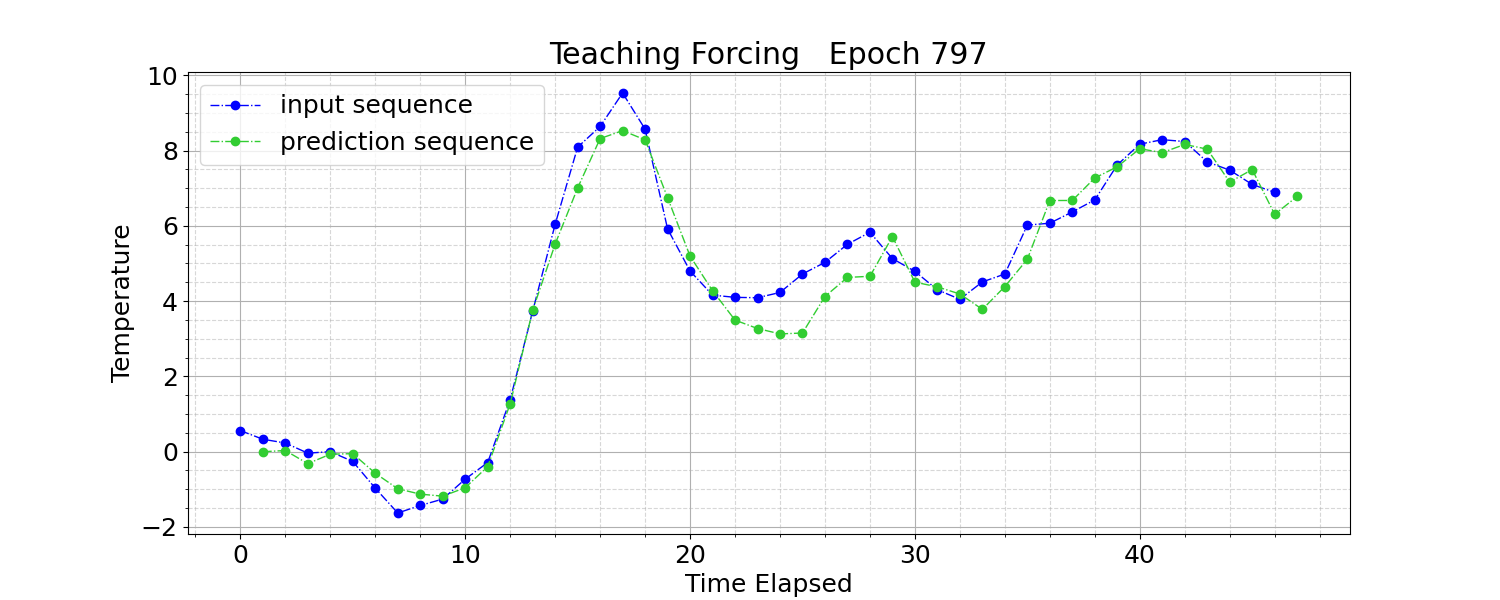 Teaching Forcing   Epoch 797
10
8
6
4
2
0
−2
input sequence
prediction sequence
Temperature
0 10 20 30 40
Time Elapsed